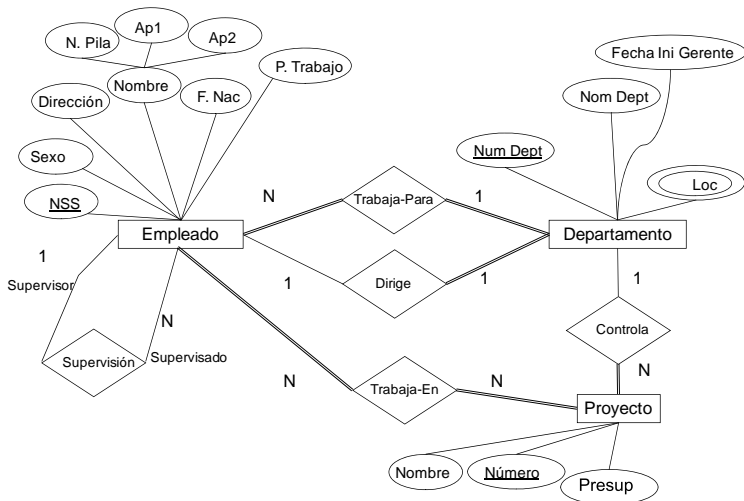 Ap1
N. Pila
Ap2
Fecha Ini Gerente
P. Trabajo
Nombre
F. Nac
Nom Dept
Dirección
Num Dept
Sexo
Loc
NSS
N
Trabaja-Para
1
Empleado
Departamento
1
Supervisor
1
Dirige
1
1
N
Controla
Supervisión
Supervisado
N
Trabaja-En
N
N
Proyecto
Nombre
Número
Presup